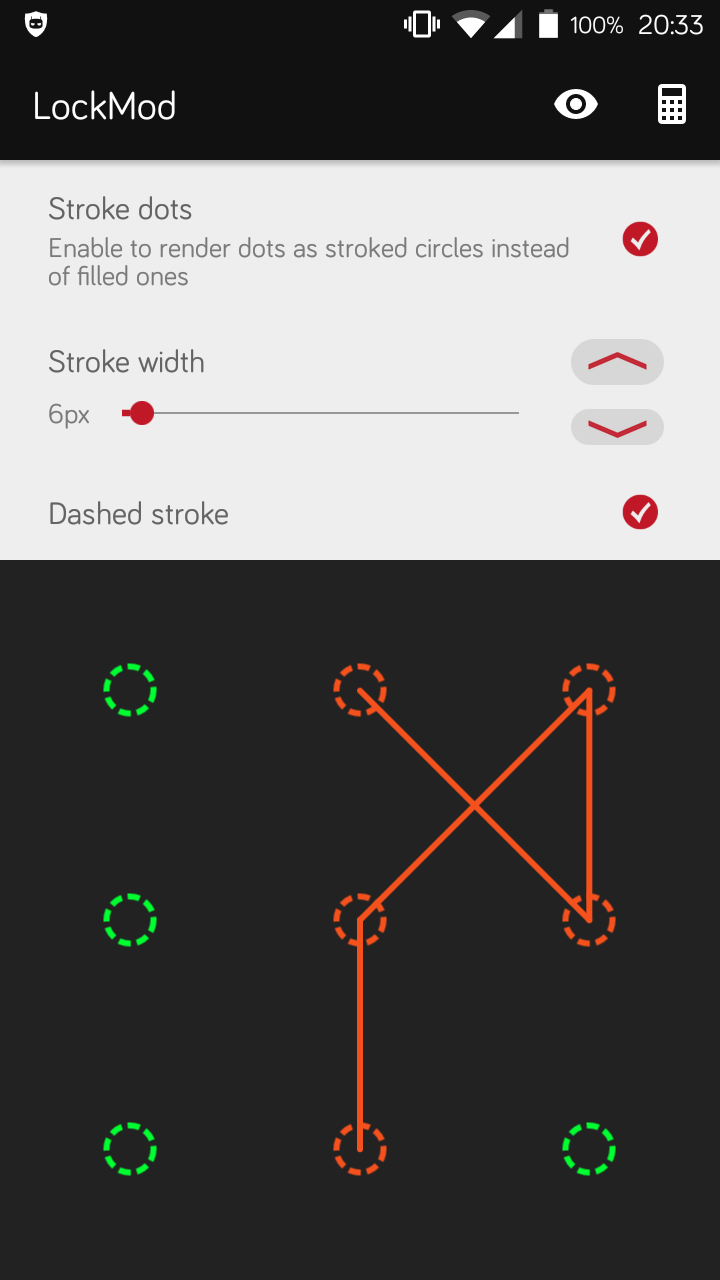 100% 20:33
LockMod
Stroke dots
Enable to render dots as stroked circles instead
of filled ones
Stroke width
6px
Dashed stroke